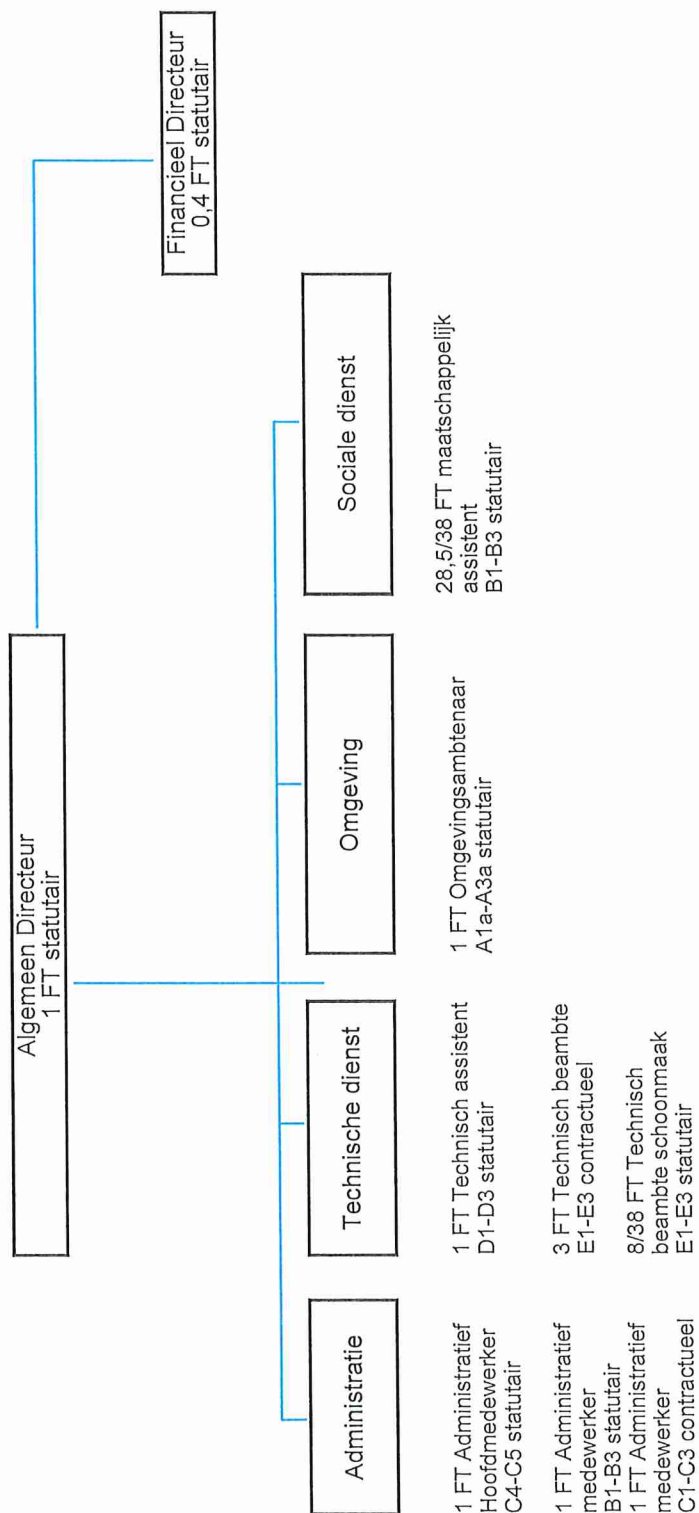 Algemeen Directeur
1 FT statutair
Financieel Directeur
0,4 FT statutair
Administratie
1 FT Administratief
Hoofdmedewerker
C4-C5 statutair
1 FT Administratief
medewerker
B1-B3 statutair
1 FT Administratief
medewerker
C1-C3 contractueel
Technische dienst
1 FT Technisch assistent
D1-D3 statutair
3 FT Technisch beambte
E1-E3 contractueel
8/38 FT Technisch
beambte schoonmaak
E1-E3 statutair
Omgeving
1 FT Omgevingsambtenaar
A1a-A3a statutair
Sociale dienst
28,5/38 FT maatschappelijk
assistent
B1-B3 statutair